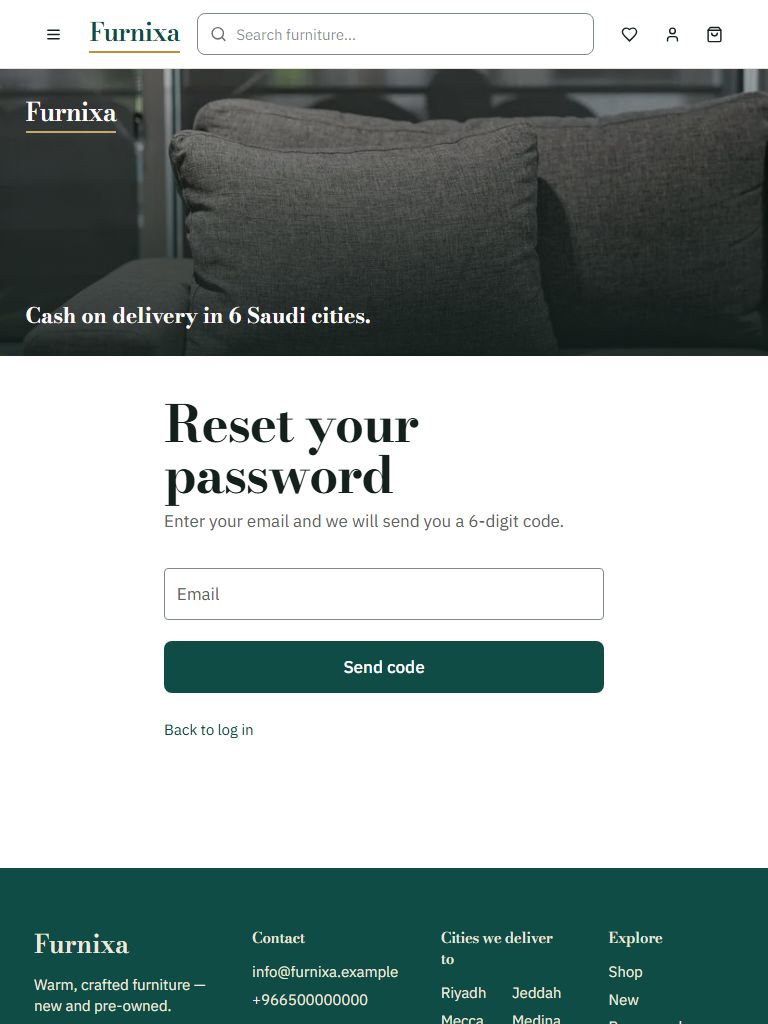 Furnixa
Search furniture...
Furnixa
Cash on delivery in 6 Saudi cities.
Reset your
password
Enter your email and we will send you a 6-digit code.
Email
Send code
Back to log in
Furnixa
Warm, crafted furniture —
new and pre-owned.
Contact
info@furnixa.example
+966500000000
Cities we deliver
to
Riyadh
Jeddah
Mecca
Medina
Explore
Shop
New